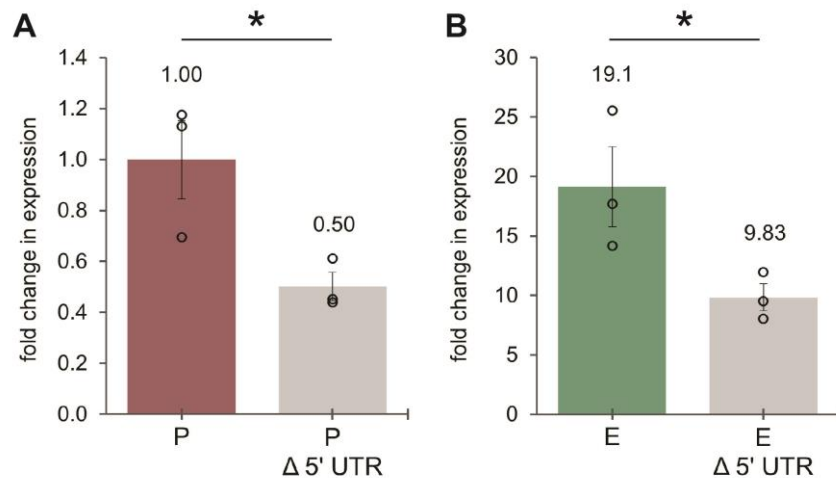 A
*
1.00
0.50
fold change in expression
1.4
1.2
1.0
0.8
0.6
0.4
0.2
0.0
P
P
Δ 5' UTR
B
*
19.1
9.83
fold change in expression
30
25
20
15
10
5
0
E
E
Δ 5' UTR